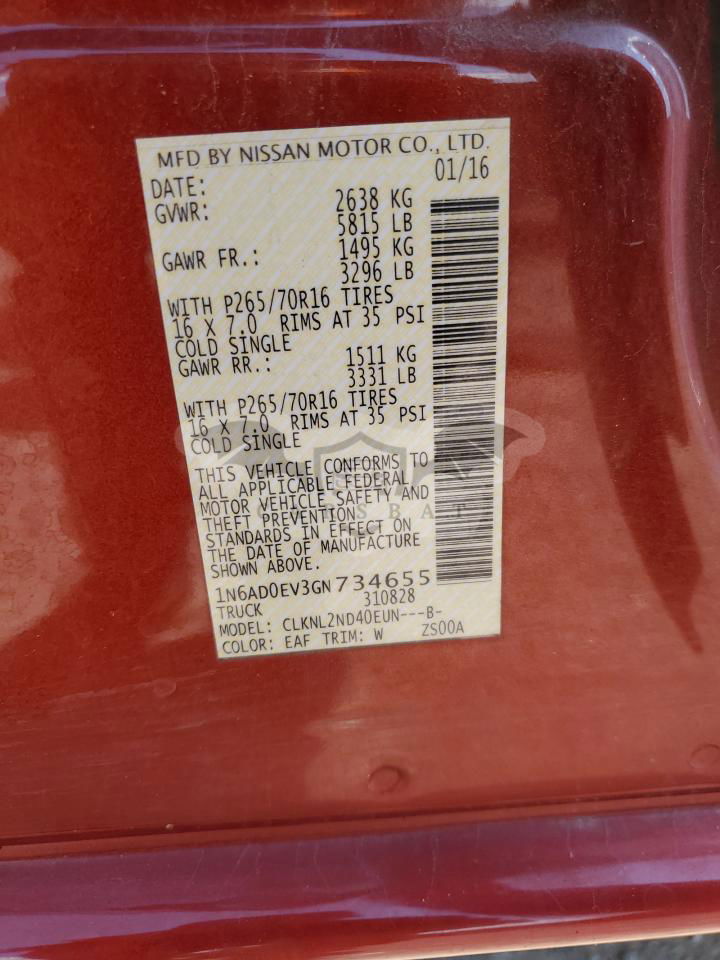 MFD BY NISSAN MOTOR CO., LTD.
DATE: 01/16
GVWR: 2638 KG
5815 LB
GAWR FR.: 1495 KG
3296 LB
WITH P265/70R16 TIRES
16 X 7.0 RIMS AT 35 PSI
COLD SINGLE
GAWR RR.: 1511 KG
3331 LB
WITH P265/70R16 TIRES
16 X 7.0 RIMS AT 35 PSI
COLD SINGLE
THIS VEHICLE CONFORMS TO
ALL APPLICABLE FEDERAL
MOTOR VEHICLE SAFETY AND
THEFT PREVENTION
STANDARDS IN EFFECT ON
THE DATE OF MANUFACTURE
SHOWN ABOVE.
1N6AD0EV3GN734655
TRUCK 310828
MODEL: CLKNL2ND40EUN---B-
COLOR: EAF TRIM: W ZS00A